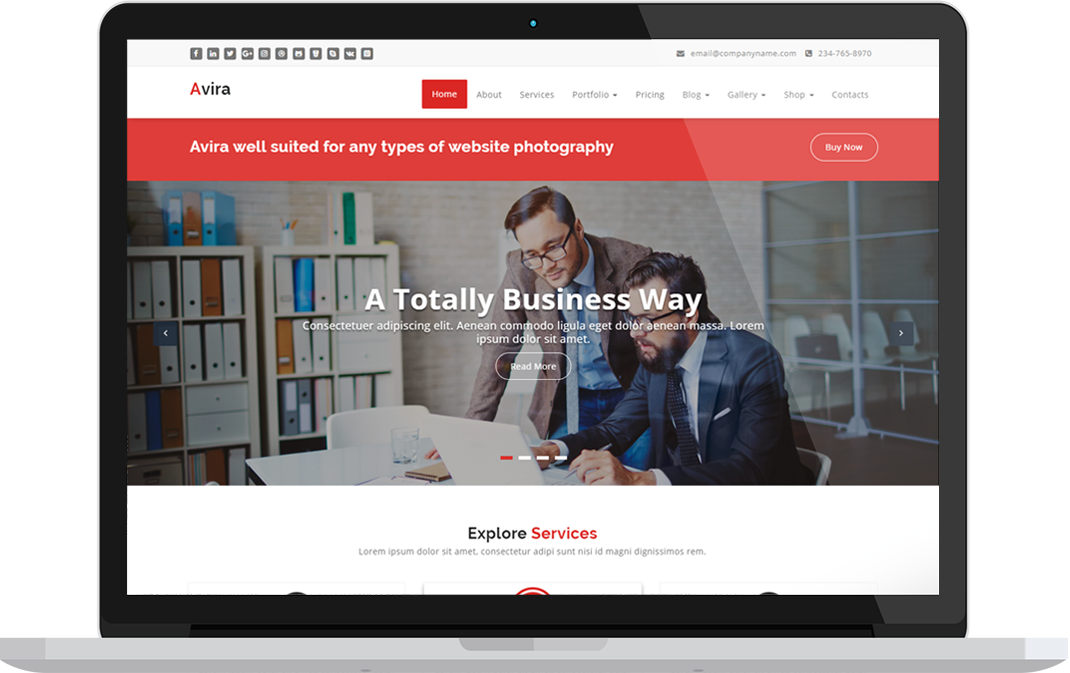 email@companyname.com 234-765-8970
Avira
Home About Services Portfolio Pricing Blog Gallery Shop Contacts
Avira well suited for any types of website photography
Buy Now
A Totally Business Way
Consectetuer adipiscing elit. Aenean commodo ligula eget dolor aenean massa. Lorem
ipsum dolor sit amet.
Read More
Explore Services
Lorem ipsum dolor sit amet, consectetur adipi sunt nisi id magni dignissimos rem.